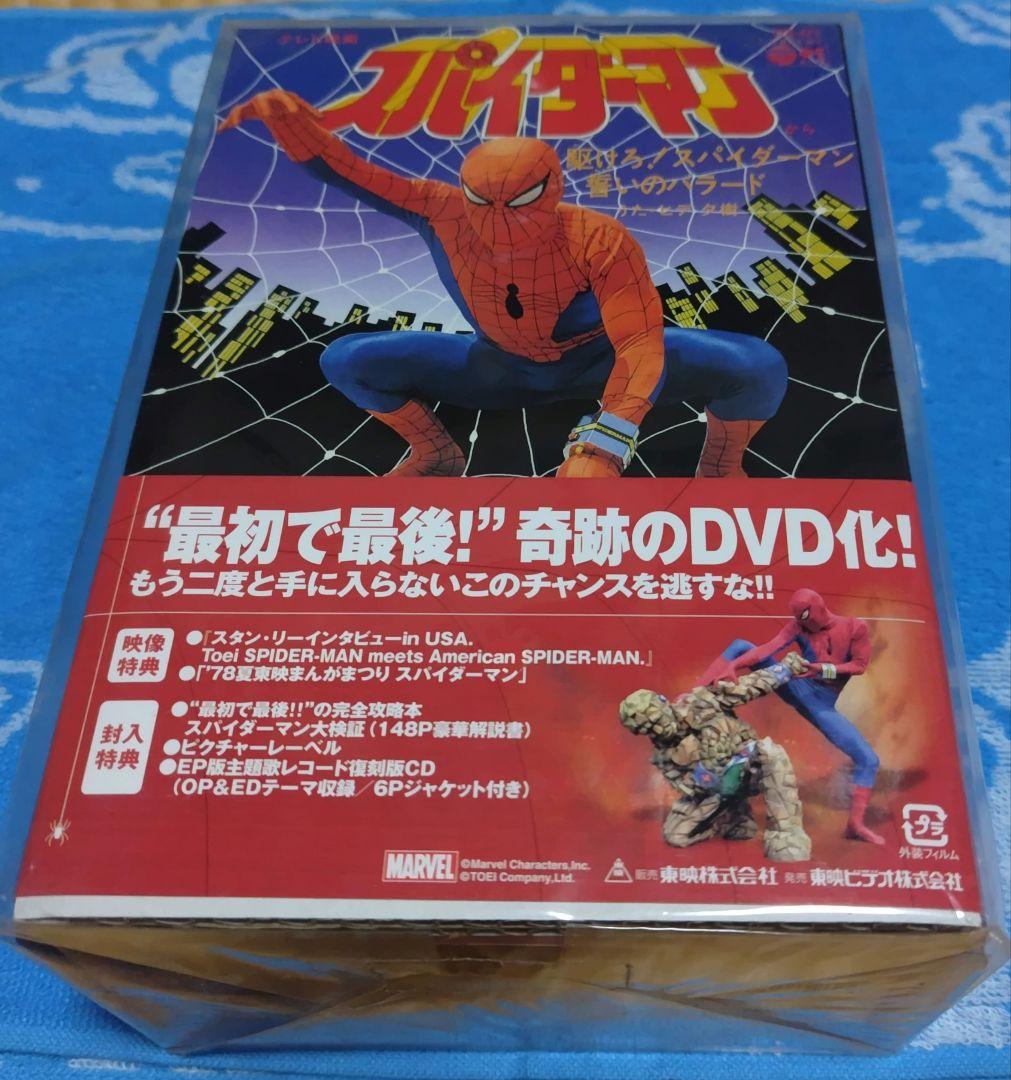 テレビ映画
スパイダーマン
から
駆けろ!スパイダーマン
誓いのバラード
うた・ヒデ夕樹
SPIDERMAN
“最初で最後!”奇跡のDVD化!
もう二度と手に入らないこのチャンスを逃すな!!
映像
特典
●『スタン・リーインタビューin USA.
Toei SPIDER-MAN meets American SPIDER-MAN.』
●「'78夏東映まんがまつり スパイダーマン」
封入
特典
●“最初で最後!!”の完全攻略本
スパイダーマン大検証(148P豪華解説書)
●ピクチャーレーベル
●EP版主題歌レコード復刻版CD
(OP&EDテーマ収録/6Pジャケット付き)
MARVEL
©Marvel Characters,Inc.
©TOEI Company,Ltd.
販売 東映株式会社 発売 東映ビデオ株式会社
プラ
外装フィルム